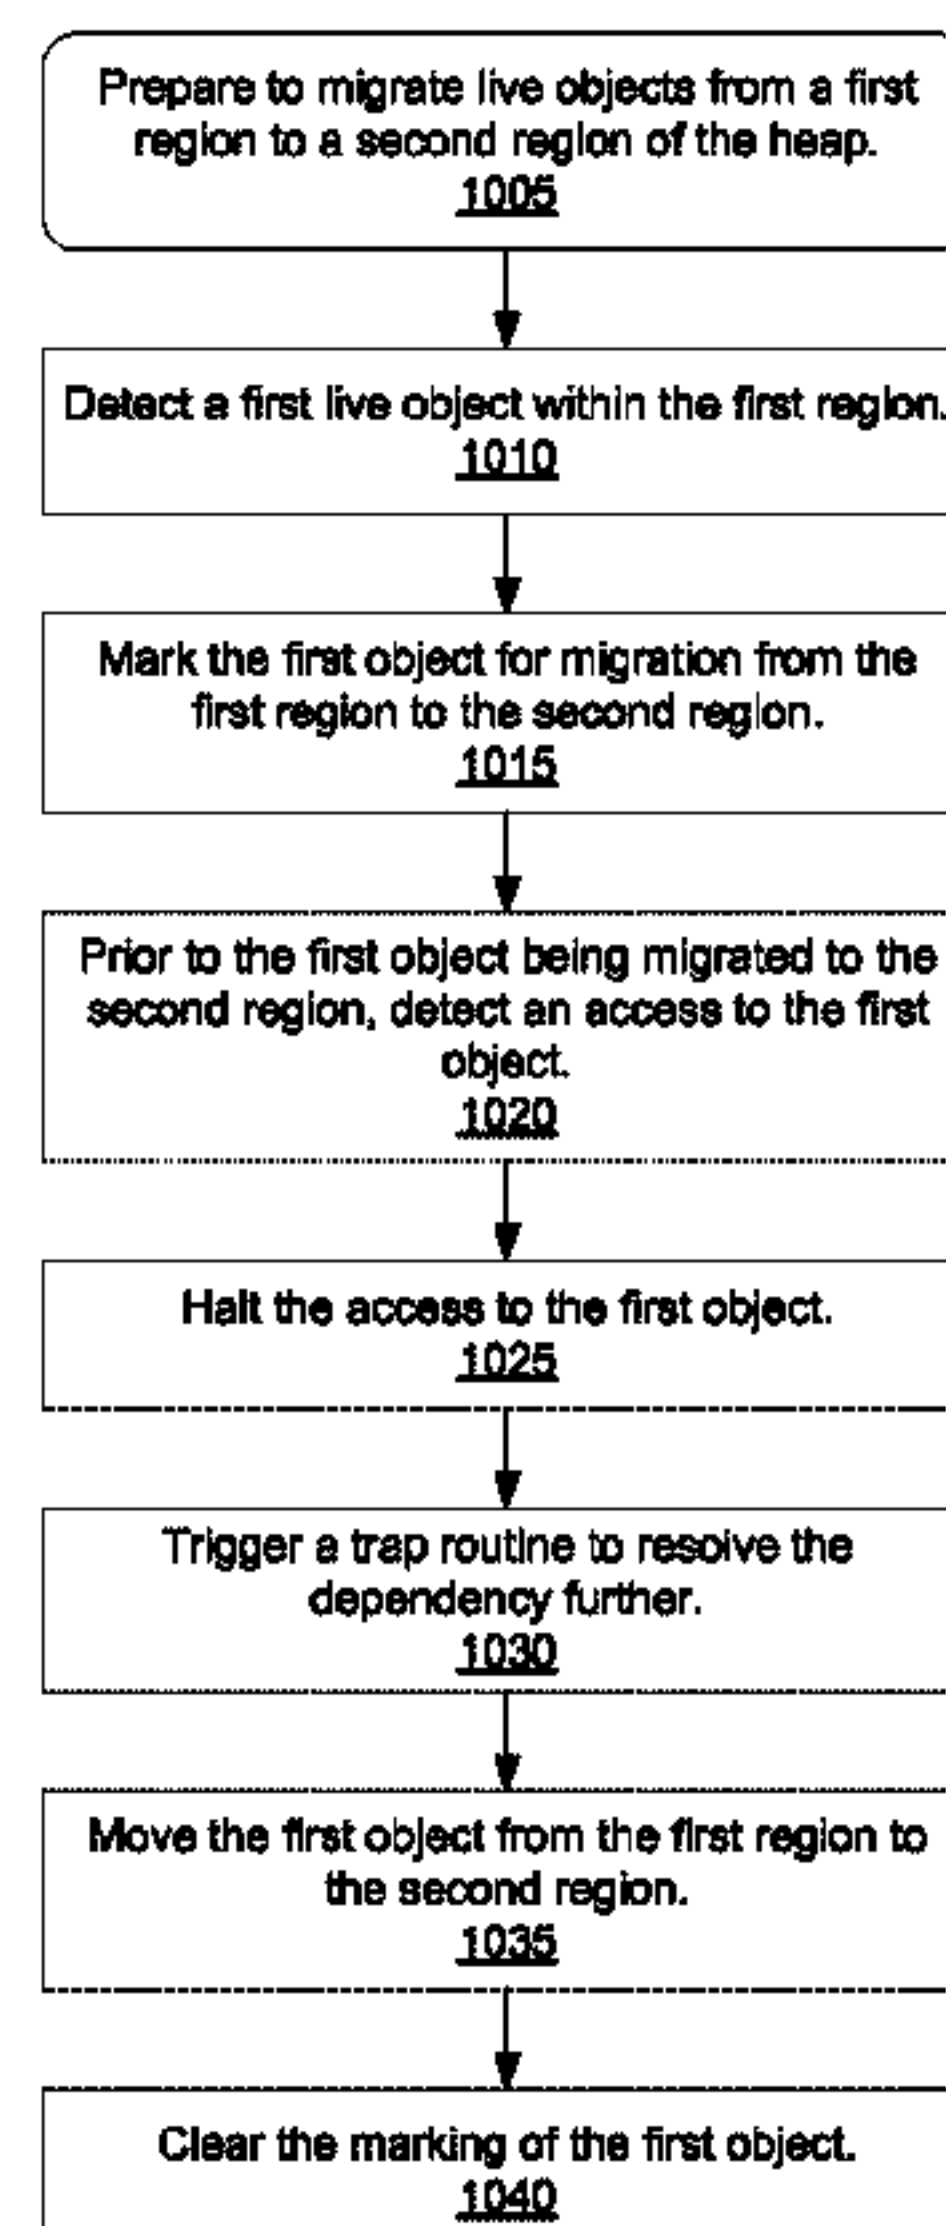 Prepare to migrate live objects from a first
region to a second region of the heap.
1005
Detect a first live object within the first region.
1010
Mark the first object for migration from the
first region to the second region.
1015
Prior to the first object being migrated to the
second region, detect an access to the first
object.
1020
Halt the access to the first object.
1025
Trigger a trap routine to resolve the
dependency further.
1030
Move the first object from the first region to
the second region.
1035
Clear the marking of the first object.
1040